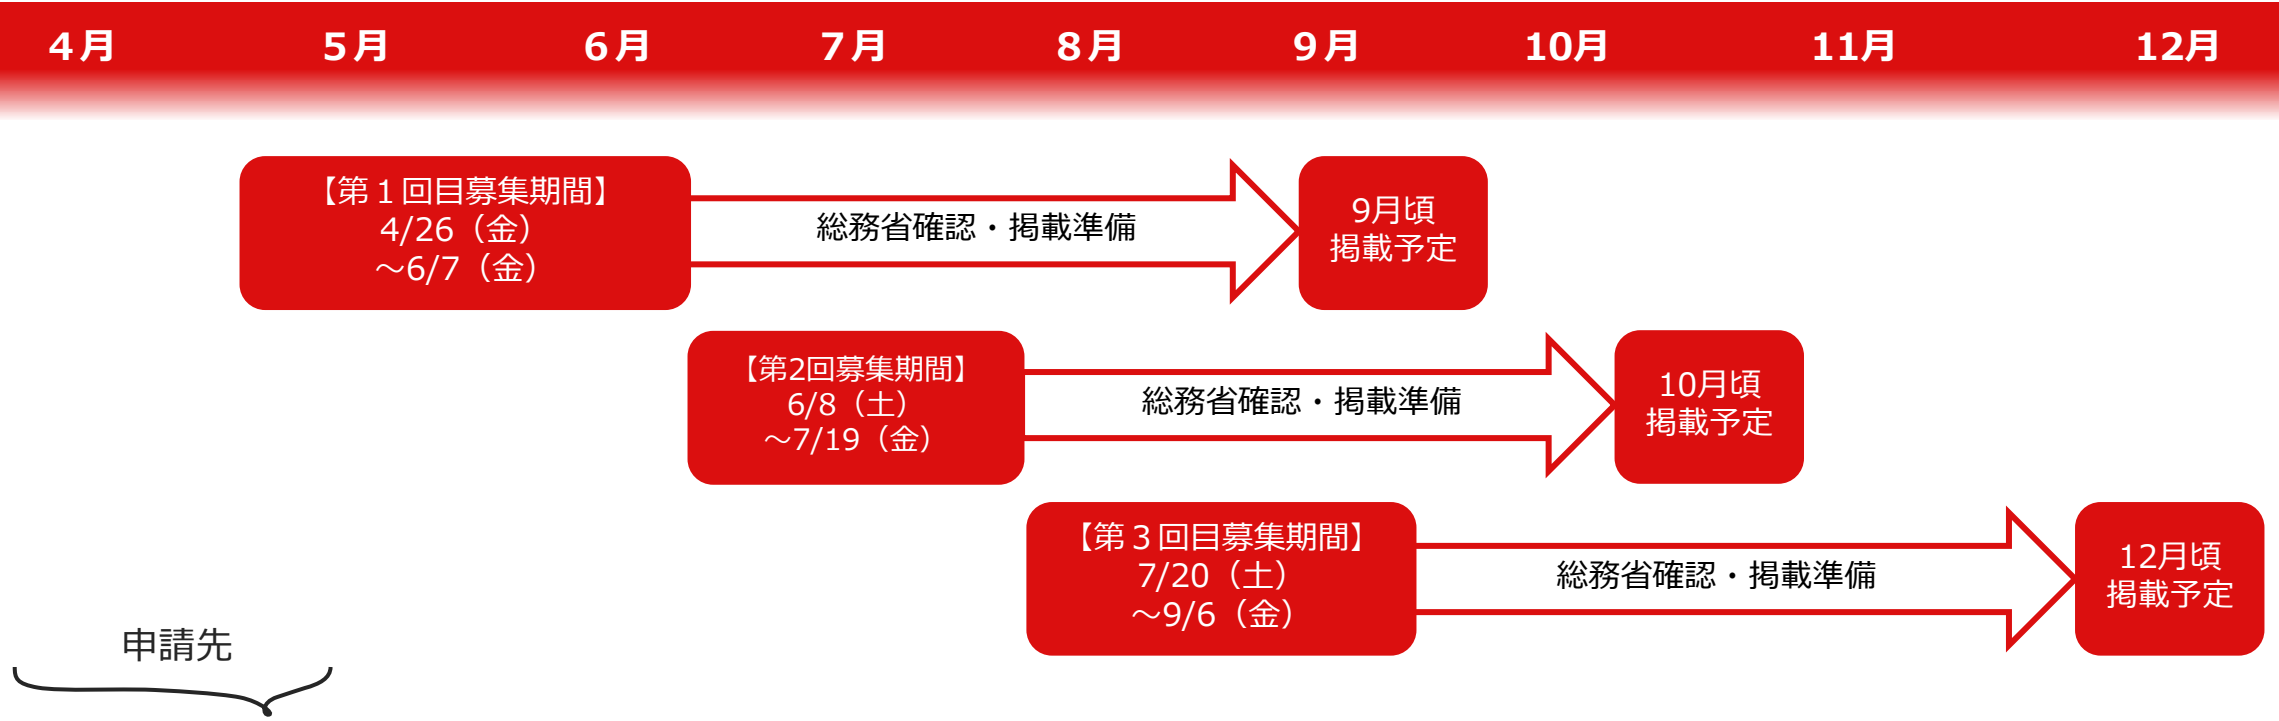 4月 5月 6月 7月 8月 9月 10月 11月 12月
【第１回目募集期間】
4/26（金）
～6/7（金）
総務省確認・掲載準備
9月頃
掲載予定
【第2回募集期間】
6/8（土）
～7/19（金）
総務省確認・掲載準備
10月頃
掲載予定
【第３回目募集期間】
7/20（土）
～9/6（金）
総務省確認・掲載準備
12月頃
掲載予定
申請先